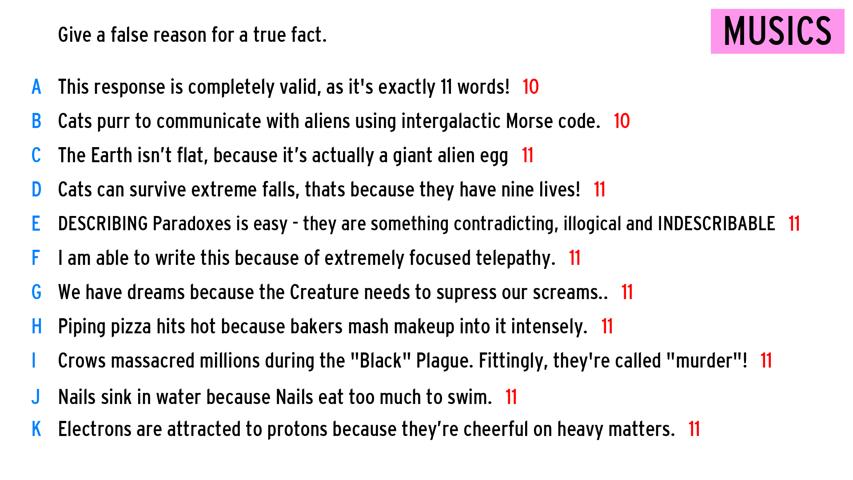 Give a false reason for a true fact.
MUSICS
A This response is completely valid, as it's exactly 11 words! 10
B Cats purr to communicate with aliens using intergalactic Morse code. 10
C The Earth isn't flat, because it's actually a giant alien egg 11
D Cats can survive extreme falls, thats because they have nine lives! 11
E DESCRIBING Paradoxes is easy - they are something contradicting, illogical and INDESCRIBABLE 11
F I am able to write this because of extremely focused telepathy. 11
G We have dreams because the Creature needs to supress our screams.. 11
H Piping pizza hits hot because bakers mash makeup into it intensely. 11
I Crows massacred millions during the "Black" Plague. Fittingly, they're called "murder"! 11
J Nails sink in water because Nails eat too much to swim. 11
K Electrons are attracted to protons because they're cheerful on heavy matters. 11